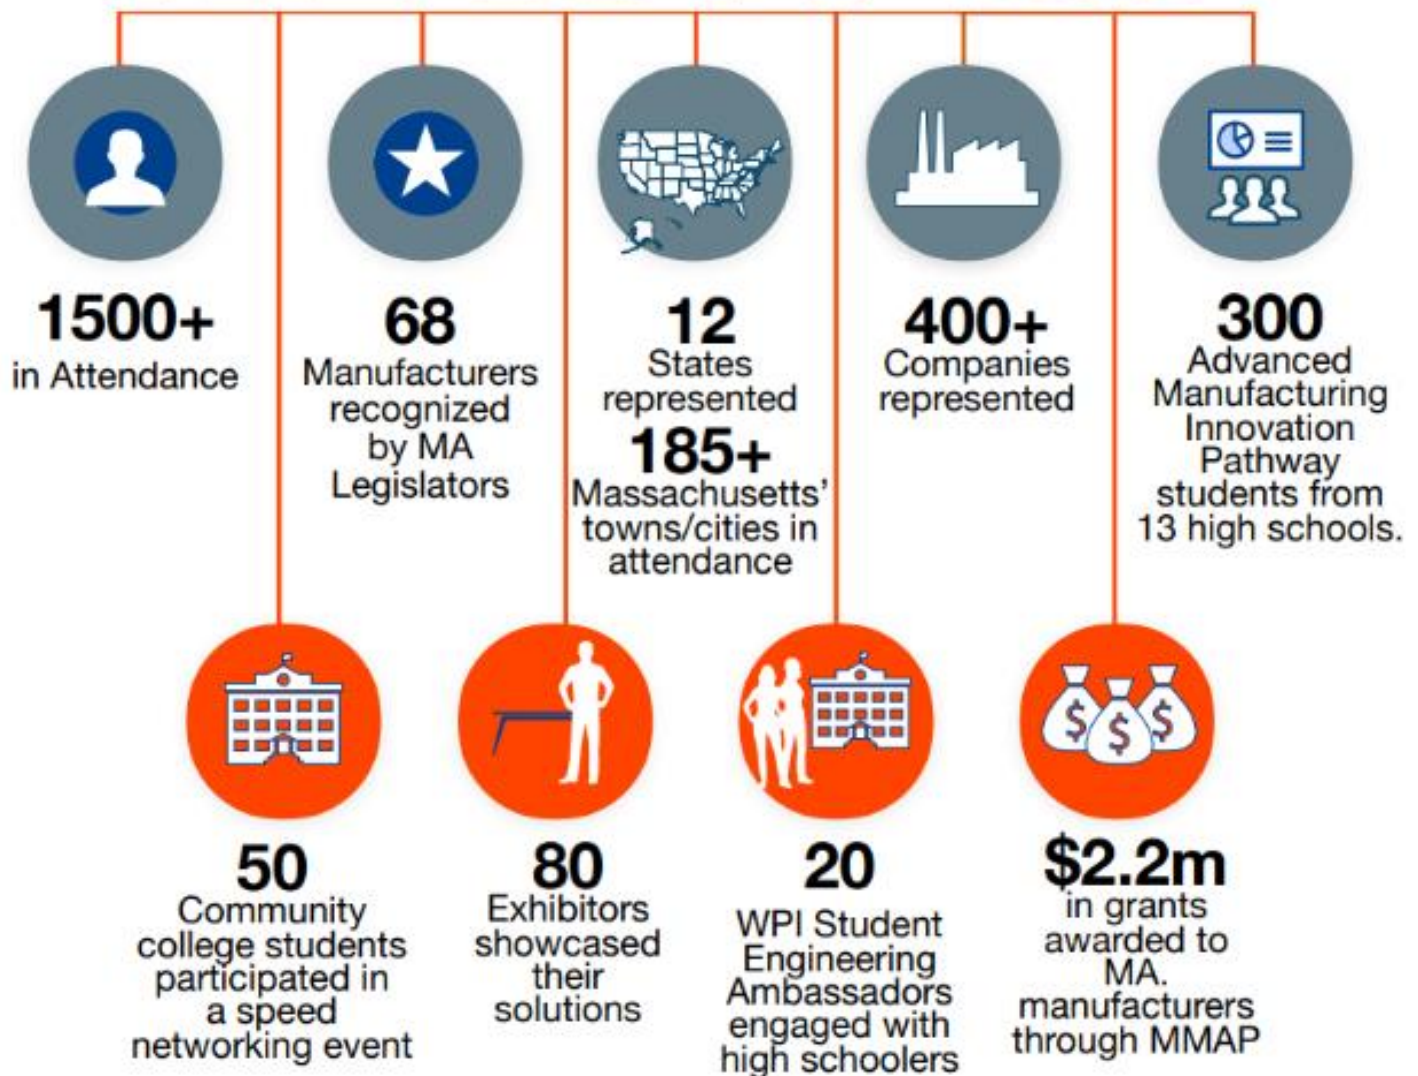 1500+
in Attendance
68
Manufacturers
recognized
by MA
Legislators
12
States
represented
185+
Massachusetts’
towns/cities in
attendance
400+
Companies
represented
300
Advanced
Manufacturing
Innovation
Pathway
students from
13 high schools.
50
Community
college students
participated in
a speed
networking event
80
Exhibitors
showcased
their
solutions
20
WPI Student
Engineering
Ambassadors
engaged with
high schoolers
$2.2m
in grants
awarded to
MA.
manufacturers
through MMAP
$
$
$